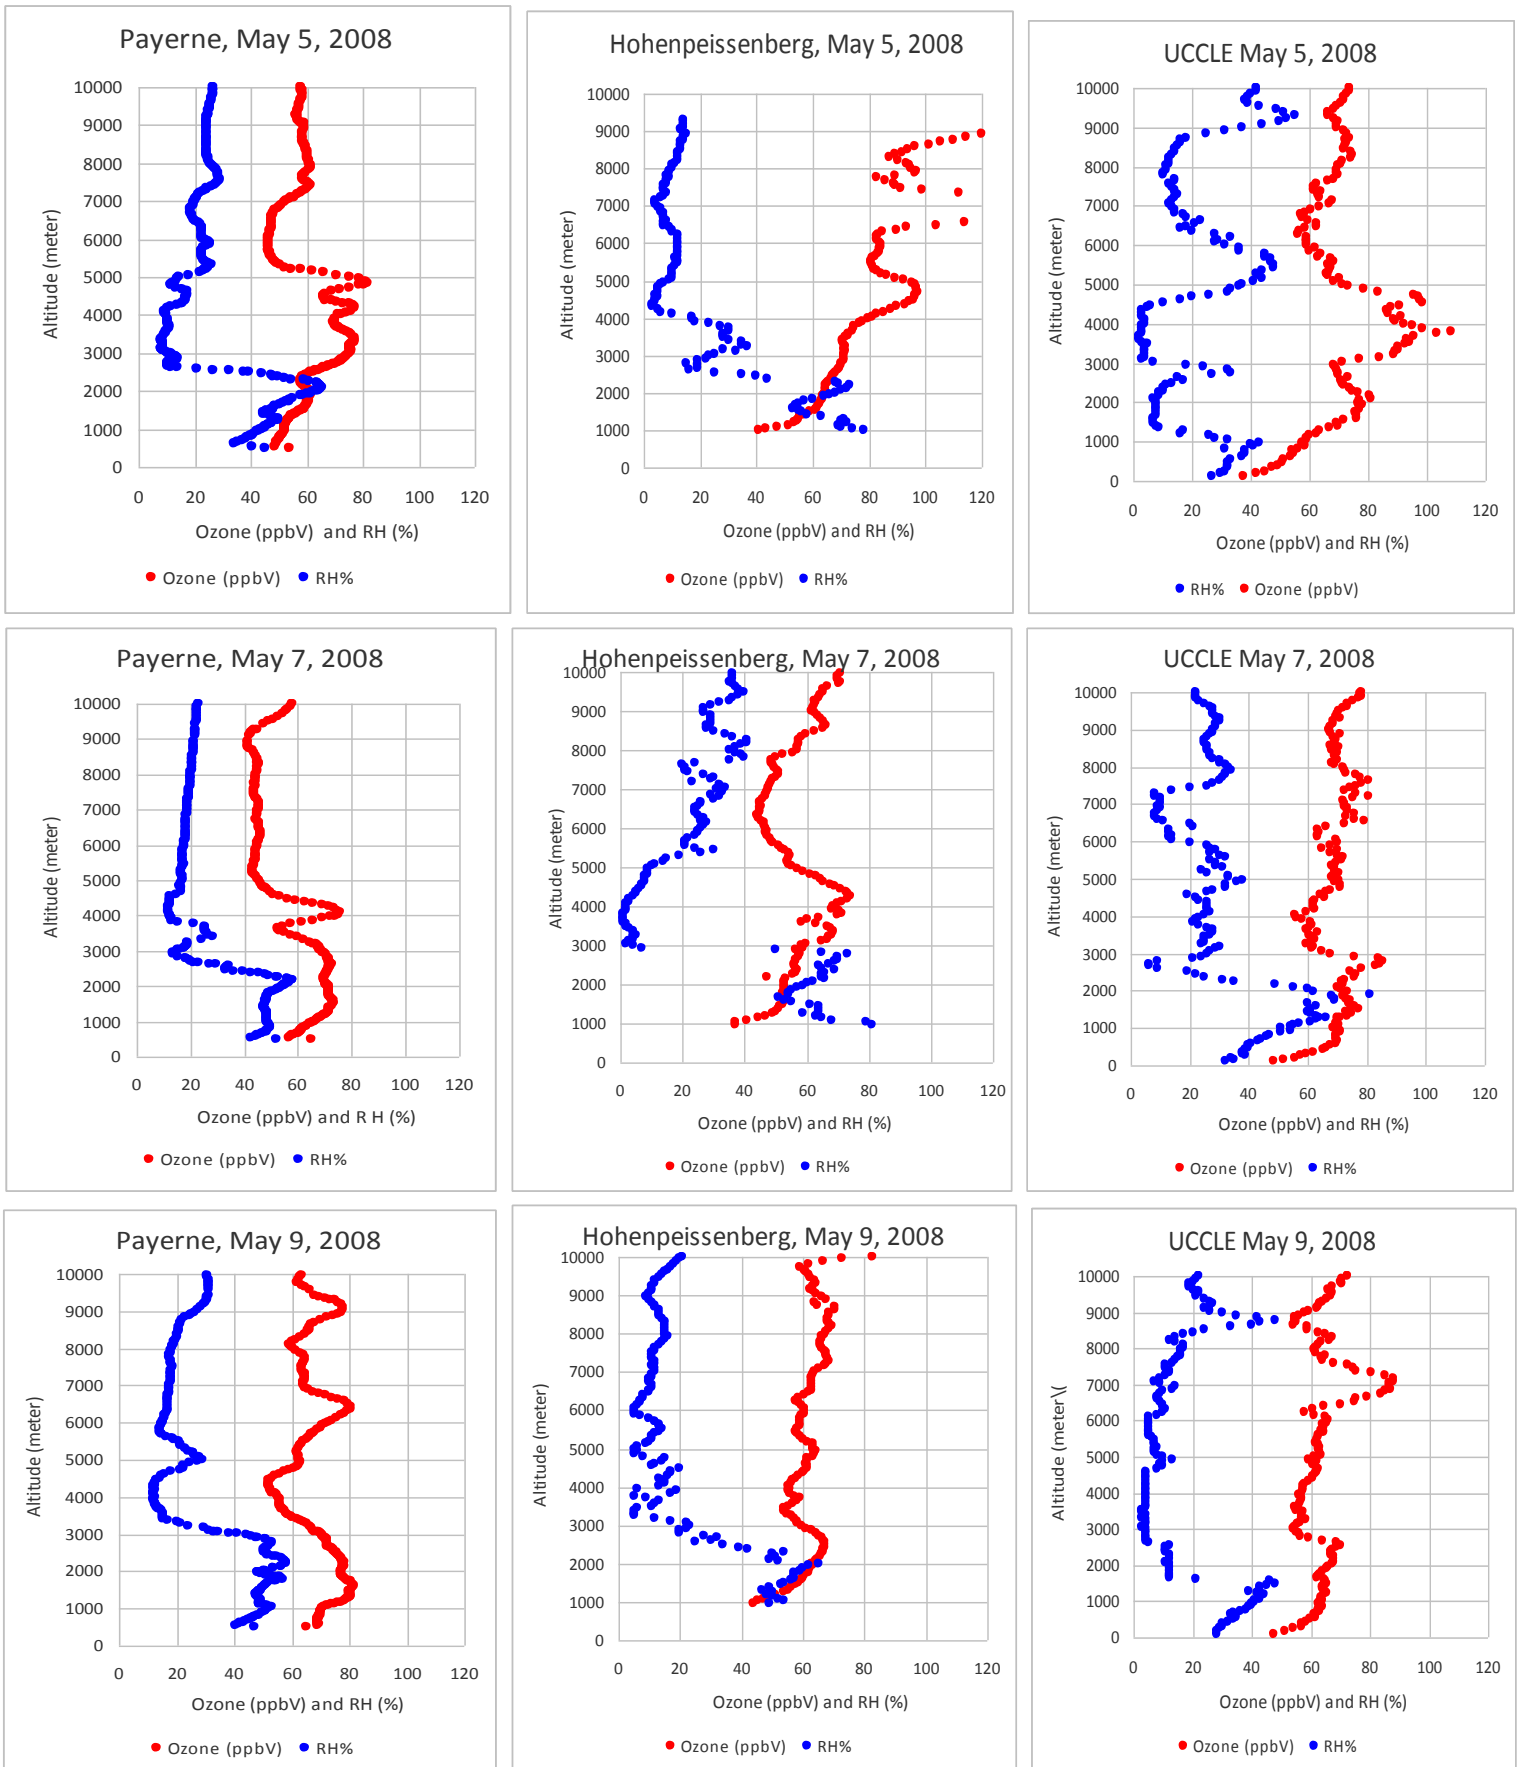 Payerne, May 5, 2008
Altitude (meter)
10000
9000
8000
7000
6000
5000
4000
3000
2000
1000
0
0 20 40 60 80 100 120
Ozone (ppbV) and RH (%)
Ozone (ppbV) RH%
Hohenpeissenberg, May 5, 2008
Altitude (meter)
10000
9000
8000
7000
6000
5000
4000
3000
2000
1000
0
0 20 40 60 80 100 120
Ozone (ppbV) and RH (%)
Ozone (ppbV) RH%
UCCLE May 5, 2008
Altitude (meter)
10000
9000
8000
7000
6000
5000
4000
3000
2000
1000
0
0 20 40 60 80 100 120
Ozone (ppbV) and RH (%)
RH% Ozone (ppbV)
Payerne, May 7, 2008
Altitude (meter)
10000
9000
8000
7000
6000
5000
4000
3000
2000
1000
0
0 20 40 60 80 100 120
Ozone (ppbV) and R H (%)
Ozone (ppbV) RH%
Hohenpeissenberg, May 7, 2008
Altitude (meter)
10000
9000
8000
7000
6000
5000
4000
3000
2000
1000
0
0 20 40 60 80 100 120
Ozone (ppbV) and RH (%)
Ozone (ppbV) RH%
UCCLE May 7, 2008
Altitude (meter)
10000
9000
8000
7000
6000
5000
4000
3000
2000
1000
0
0 20 40 60 80 100 120
Ozone (ppbV) and RH (%)
Ozone (ppbV) RH%
Payerne, May 9, 2008
Altitude (meter)
10000
9000
8000
7000
6000
5000
4000
3000
2000
1000
0
0 20 40 60 80 100 120
Ozone (ppbV) and RH (%)
Ozone (ppbV) RH%
Hohenpeissenberg, May 9, 2008
Altitude (meter)
10000
9000
8000
7000
6000
5000
4000
3000
2000
1000
0
0 20 40 60 80 100 120
Ozone (ppbV) and RH (%)
Ozone (ppbV) RH%
UCCLE May 9, 2008
Altitude (meter\(
10000
9000
8000
7000
6000
5000
4000
3000
2000
1000
0
0 20 40 60 80 100 120
Ozone (ppbV) and RH (%)
Ozone (ppbV) RH%